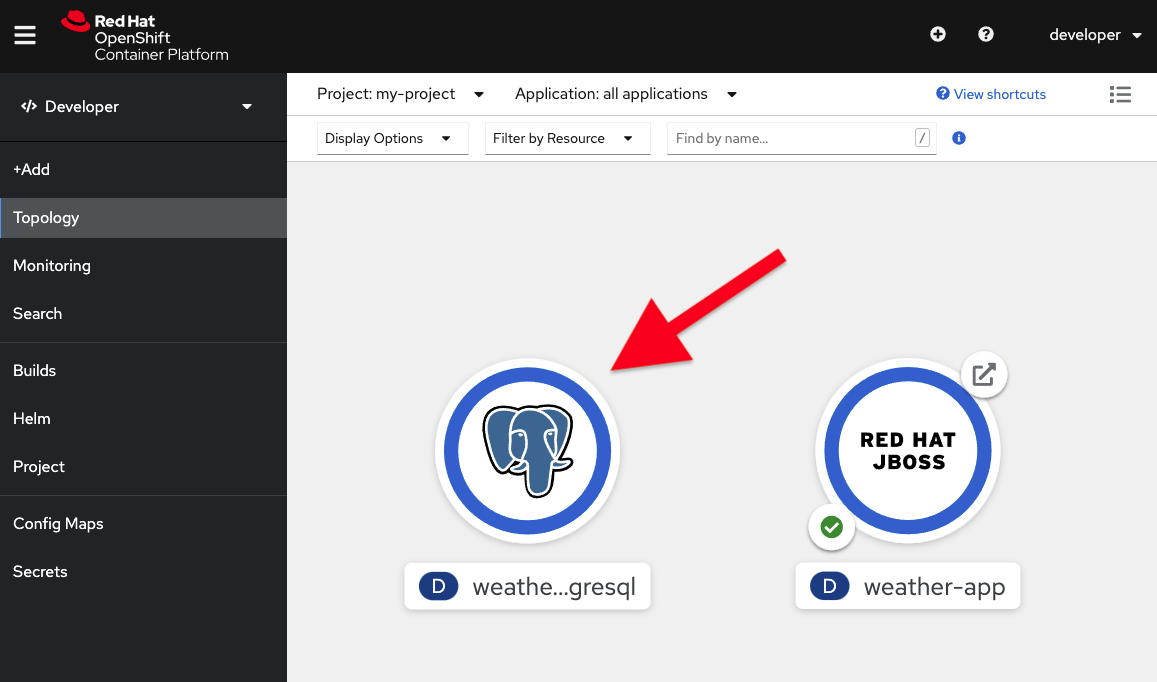 Red Hat
OpenShift
Container Platform
developer
Developer
Project: my-project
Application: all applications
View shortcuts
Display Options
Filter by Resource
Find by name...
/
+Add
Topology
Monitoring
Search
Builds
Helm
Project
Config Maps
Secrets
RED HAT
JBOSS
D weathe...gresql
D weather-app